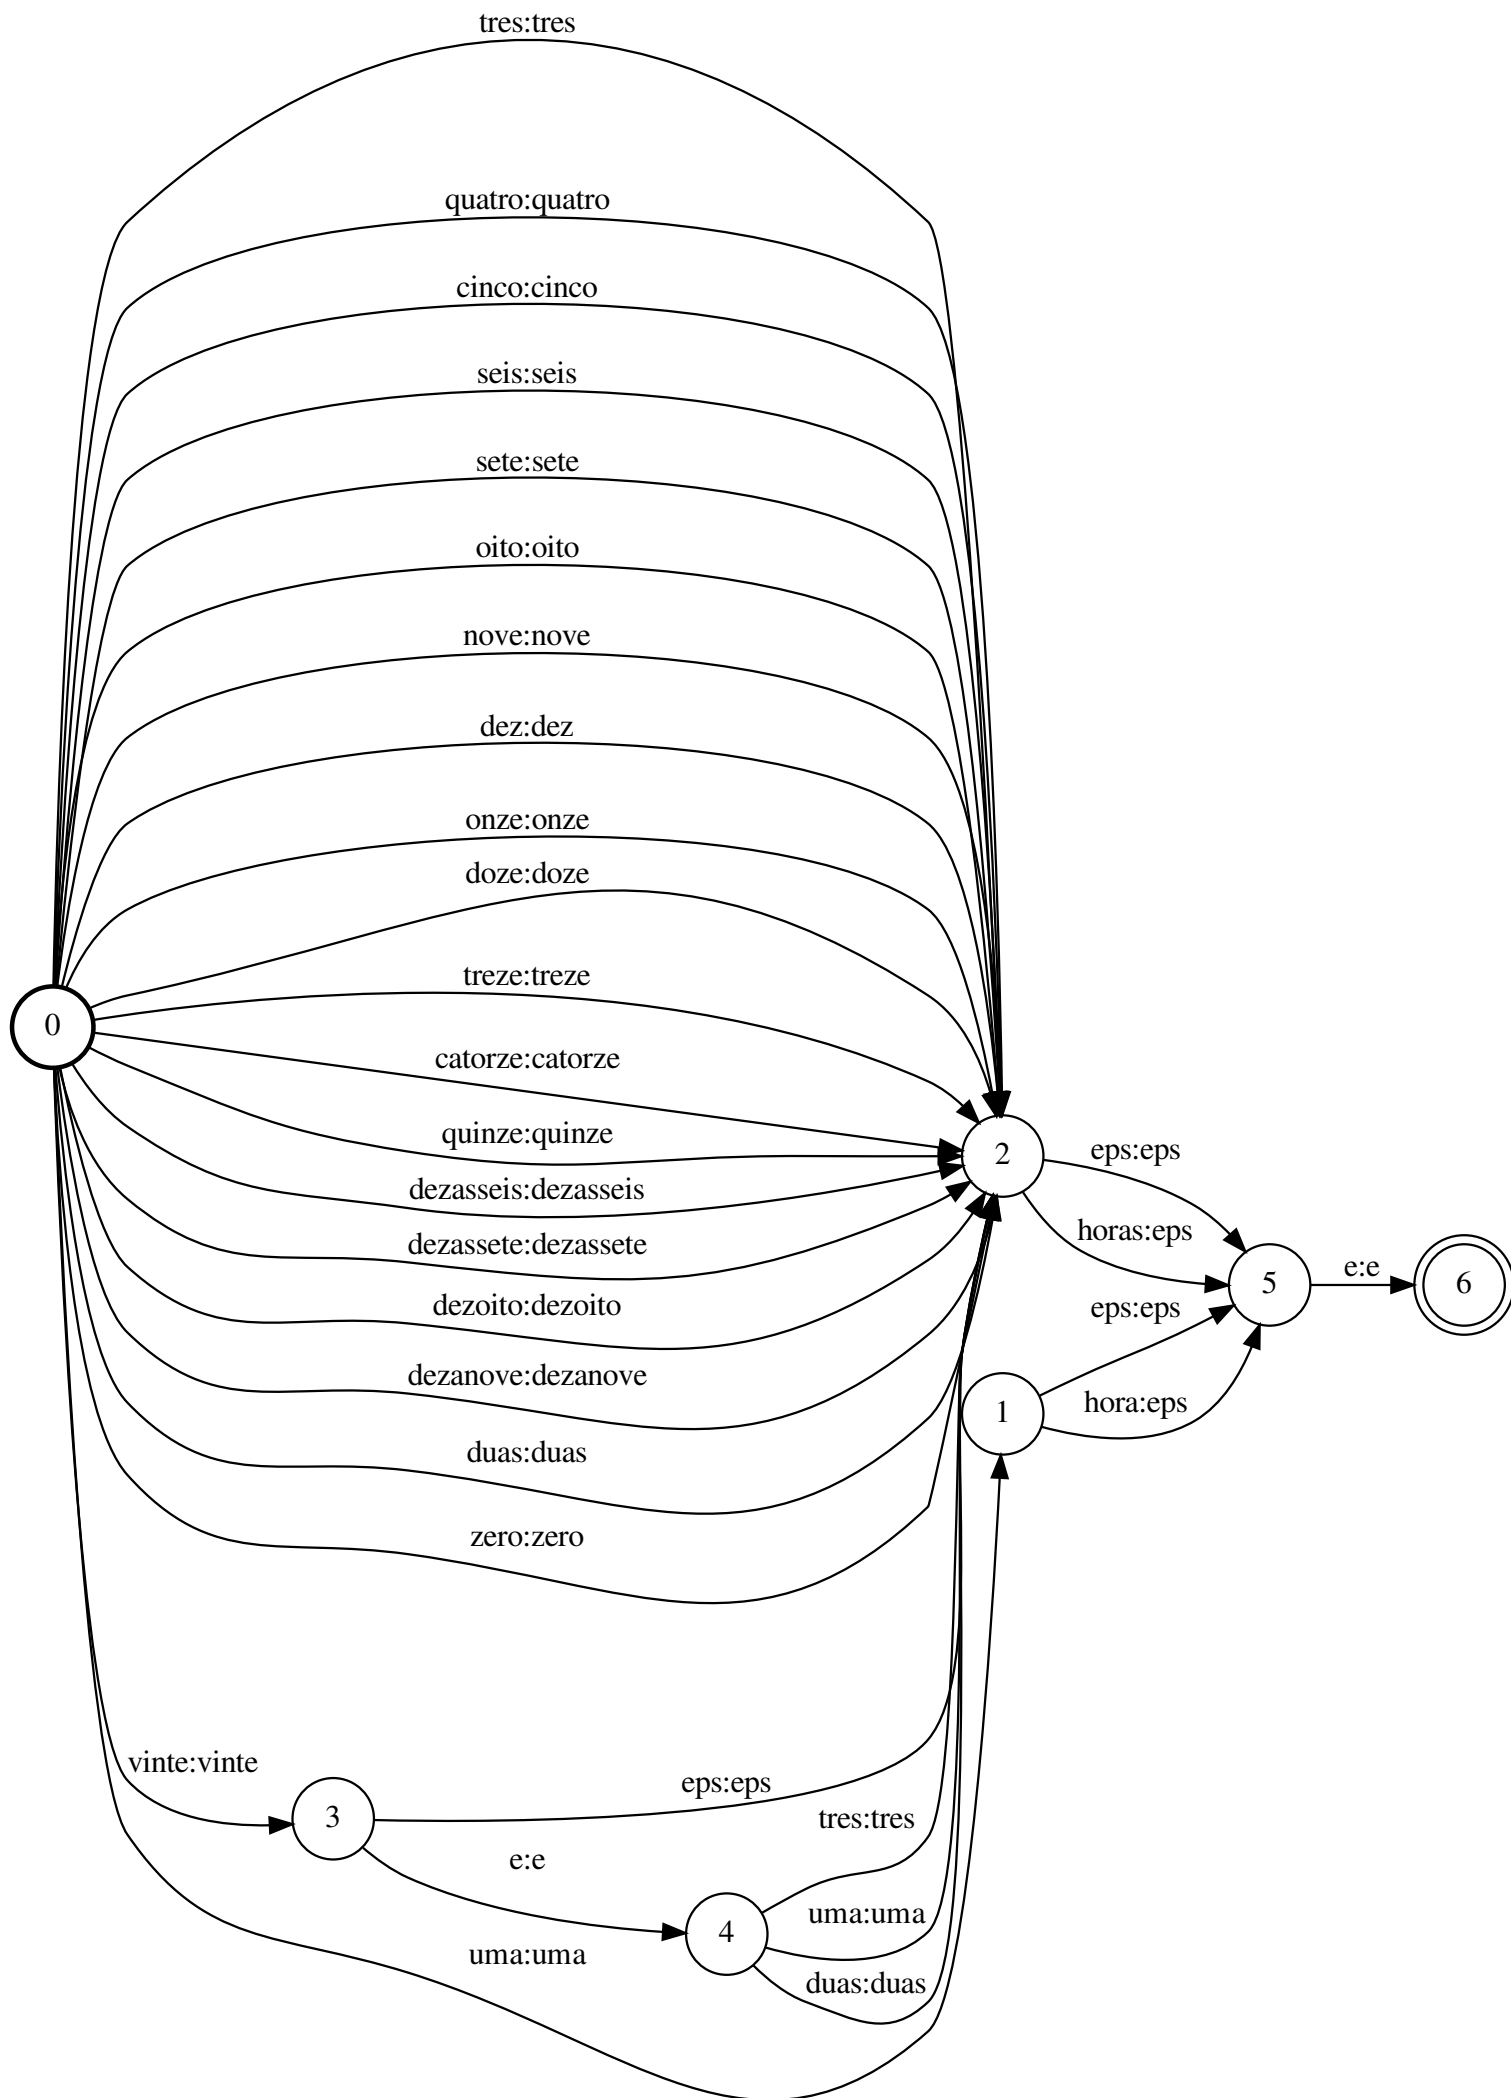 tres:tres
quatro:quatro
cinco:cinco
seis:seis
sete:sete
oito:oito
nove:nove
dez:dez
onze:onze
doze:doze
treze:treze
0
catorze:catorze
quinze:quinze
2
eps:eps
dezasseis:dezasseis
horas:eps
dezassete:dezassete
e:e
5
6
dezoito:dezoito
eps:eps
dezanove:dezanove
hora:eps
1
duas:duas
zero:zero
vinte:vinte
eps:eps
3
tres:tres
e:e
uma:uma
4
uma:uma
duas:duas